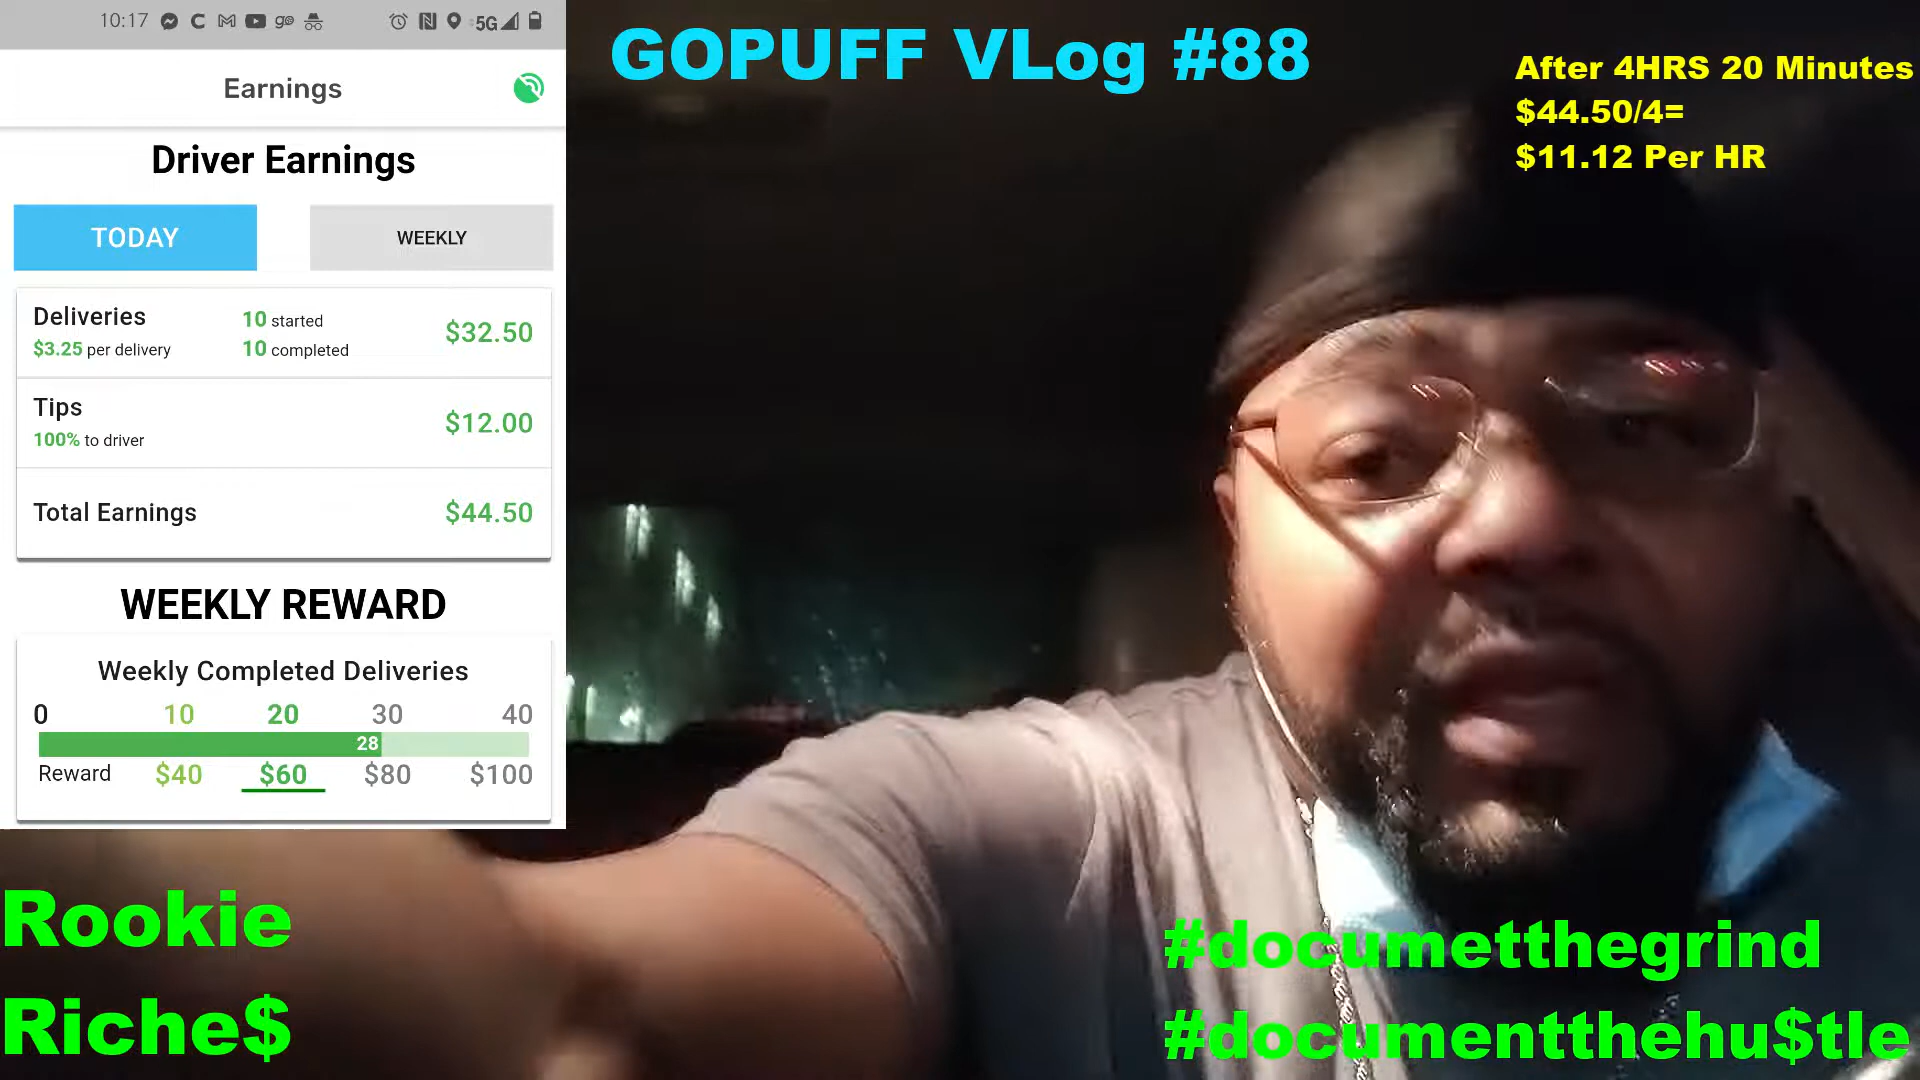 10:17
5G
Earnings
Driver Earnings
TODAY
WEEKLY
Deliveries
$3.25 per delivery
10 started
10 completed
$32.50
Tips
100% to driver
$12.00
Total Earnings
$44.50
WEEKLY REWARD
Weekly Completed Deliveries
0 10 20 30 40
28
Reward $40 $60 $80 $100
GOPUFF VLog #88
After 4HRS 20 Minutes
$44.50/4=
$11.12 Per HR
Rookie
Riche$
#documetthegrind
#documentthehu$tle